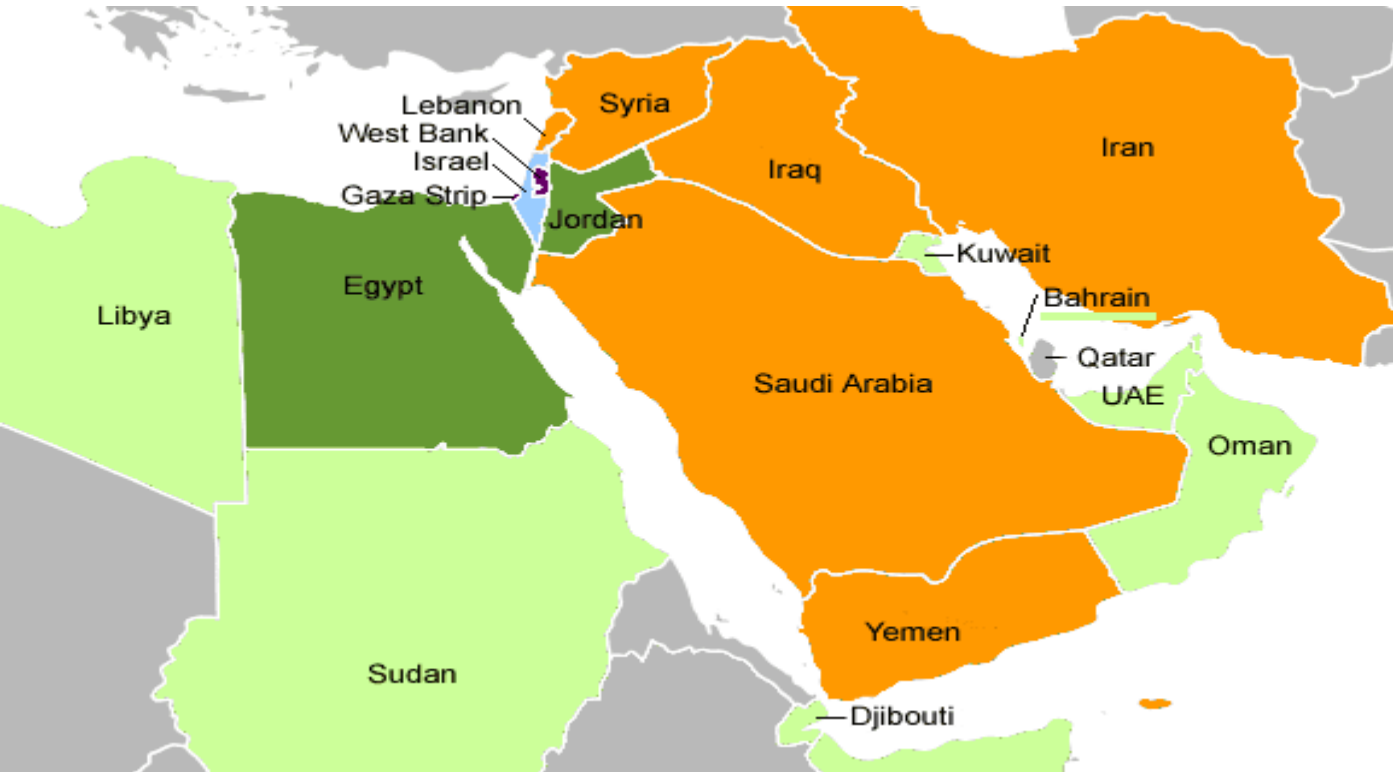 Lebanon
Syria
West Bank
Iran
Israel
Iraq
Gaza Strip
Jordan
Kuwait
Egypt
Bahrain
Libya
Qatar
Saudi Arabia
UAE
Oman
Yemen
Sudan
Djibouti